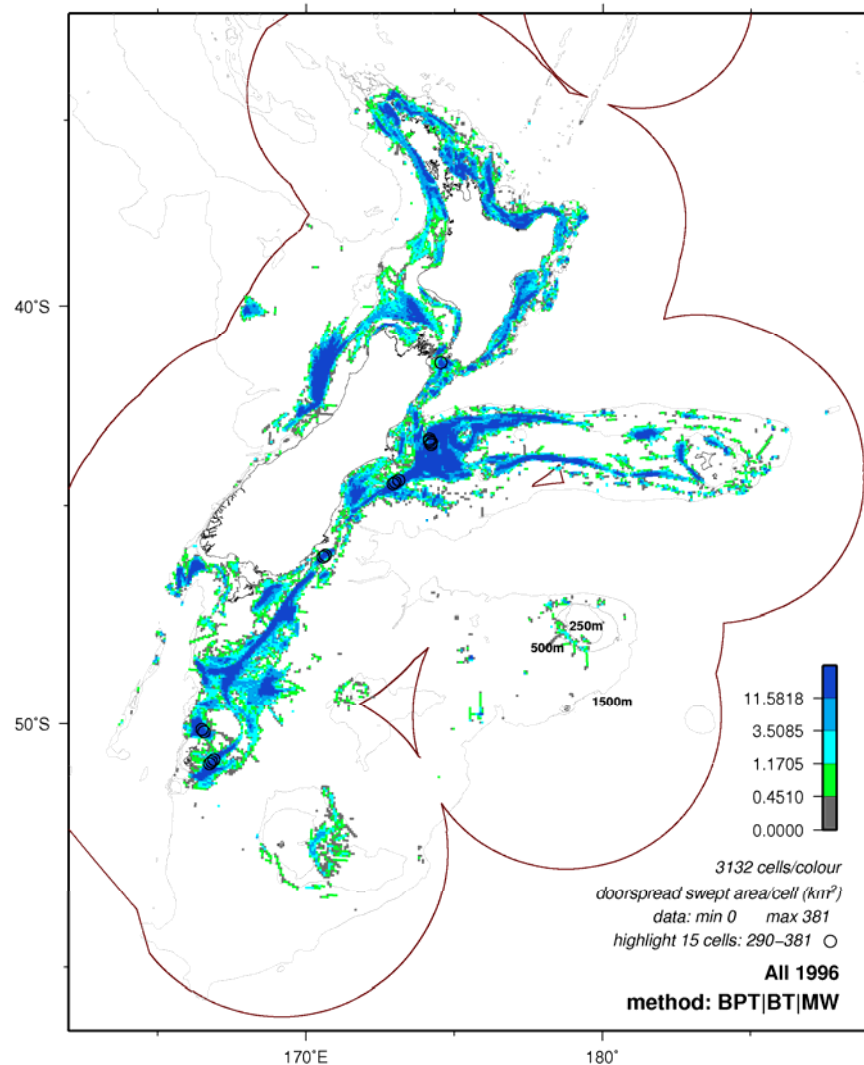 40˚S
250m
500m
1500m
50˚S
11.5818
3.5085
1.1705
0.4510
0.0000
3132 cells/colour
doorspread swept area/cell (km²)
data: min 0 max 381
highlight 15 cells: 290–381
All 1996
method: BPT|BT|MW
170˚E
180˚